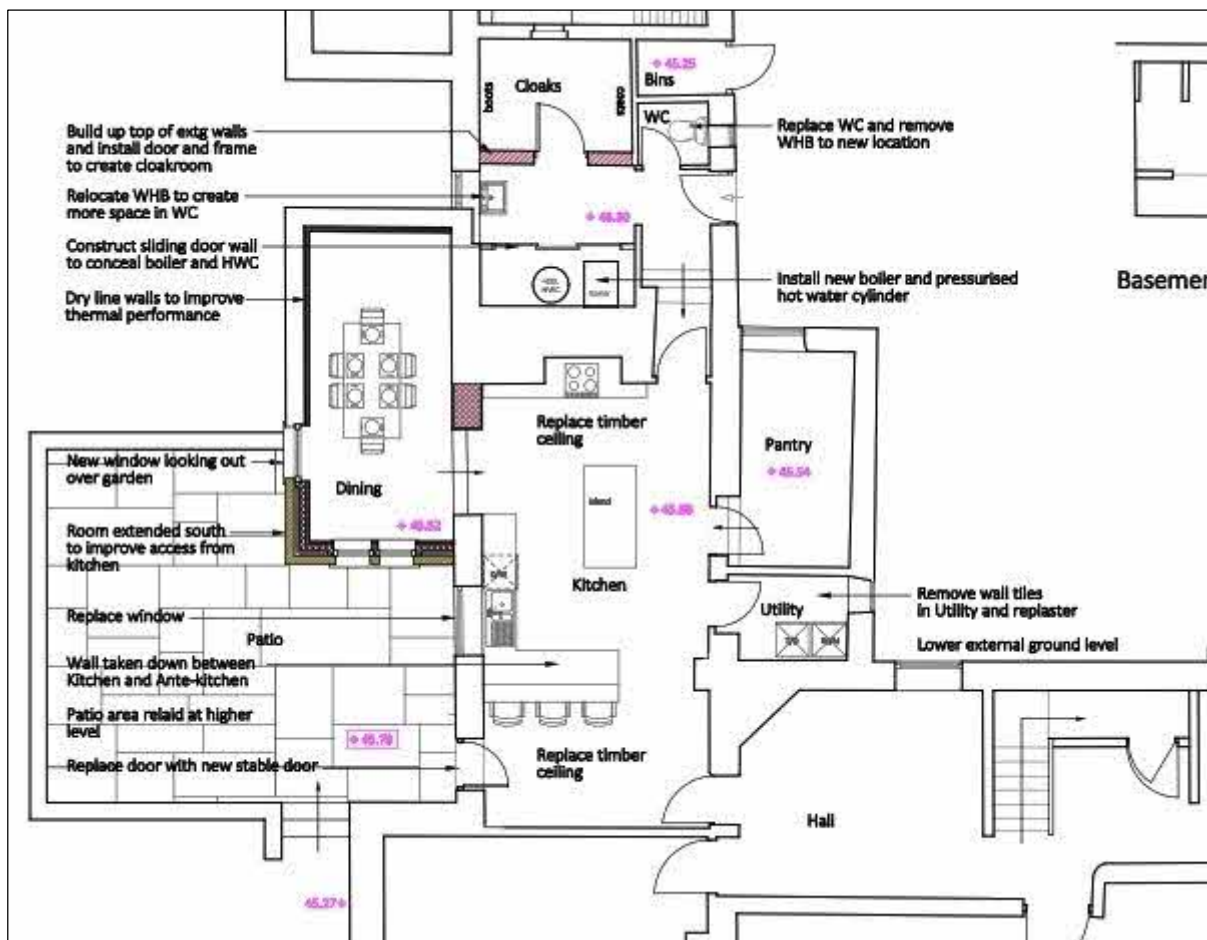 Cloaks
boots
coats
45.25
Bins
WC
Build up top of extg walls
and install door and frame
to create cloakroom
Replace WC and remove
WHB to new location
Relocate WHB to create
more space in WC
Construct sliding door wall
to conceal boiler and HWC
Install new boiler and pressurised
hot water cylinder
Basemen
Dry line walls to improve
thermal performance
Replace timber
ceiling
Pantry
45.54
New window looking out
over garden
Dining
island
Room extended south
to improve access from
kitchen
Kitchen
Remove wall tiles
in Utility and replaster
Utility
Replace window
Patio
Lower external ground level
Wall taken down between
Kitchen and Ante-kitchen
Patio area relaid at higher
level
45.78
Replace door with new stable door
Replace timber
ceiling
Hall
45.27